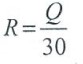 R = Q/30